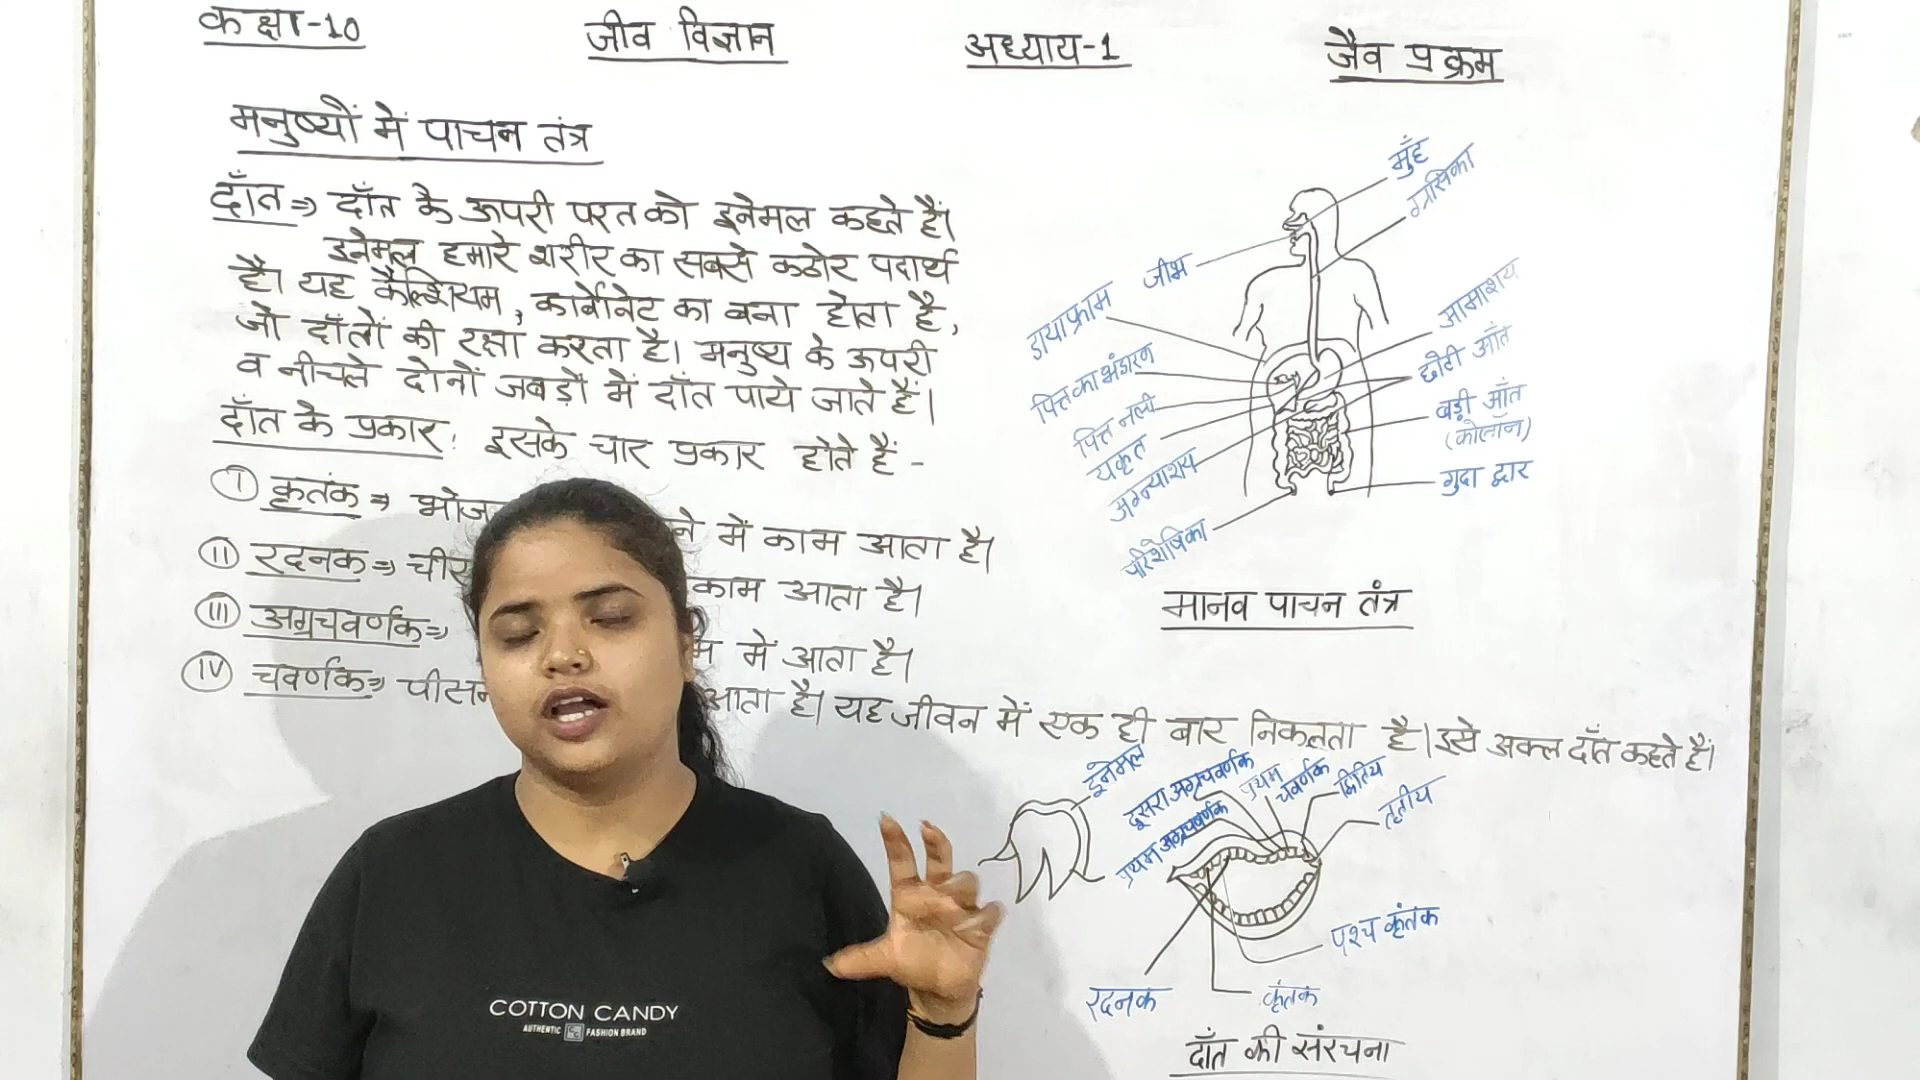 कक्षा-10
जीव विज्ञान
अध्याय-1
जैव प्रक्रम
मनुष्यों में पाचन तंत्र
दाँत ⇒ दाँत के ऊपरी परत को इनेमल कहते हैं।
इनेमल हमारे शरीर का सबसे कठोर पदार्थ
है। यह कैल्शियम, कार्बोनेट का बना होता है,
जो दाँतों की रक्षा करता है। मनुष्य के ऊपरी
व नीचले दोनों जबड़ों में दाँत पाये जाते हैं।
दाँत के प्रकार: इसके चार प्रकार होते हैं -
I कृतंक ⇒ भोज ने में काम आता है।
II रदनक ⇒ चीर काम आता है।
III अग्रचवर्णक ⇒ में आता है।
IV चवर्णक ⇒ पीसन आता है। यह जीवन में एक ही बार निकलता है। इसे अक्ल दाँत कहते हैं।
मुँह
ग्रसिका
जीभ
डायाफ्राम
आमाशय
पित्त का भंडारण
छोटी आँत
पित्त नली
बड़ी आँत
(कोलॉन)
यकृत
अग्न्याशय
गुदा द्वार
परिशेषिका
मानव पाचन तंत्र
इनेमल
दूसरा अग्रचवर्णक
प्रथम
चवर्णक
द्वितिय
तृतीय
प्रथम अग्रचवर्णक
पश्च कृंतक
रदनक
कृंतक
दाँत की संरचना
COTTON CANDY
AUTHENTIC FASHION BRAND